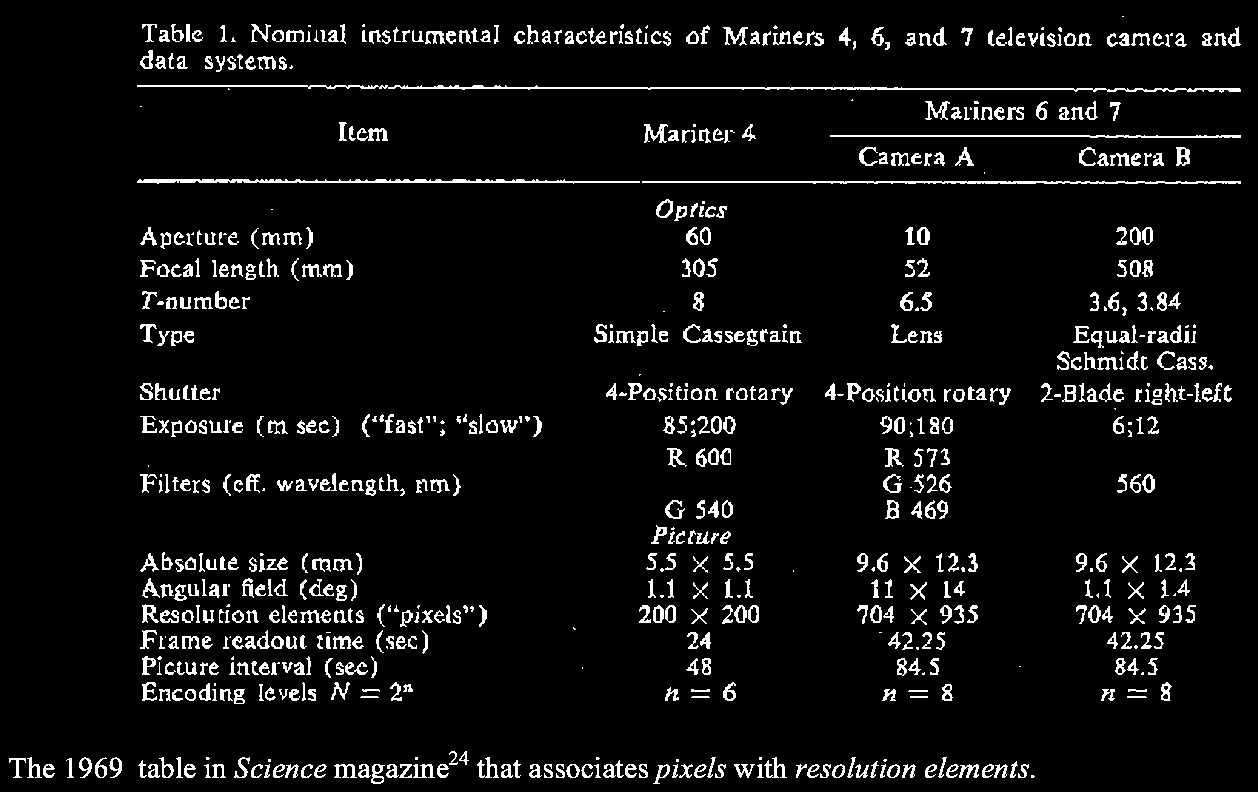 Table 1. Nominal instrumental characteristics of Mariners 4, 6, and 7 television camera and
data systems.
Mariners 6 and 7
Item Mariner 4
Camera A Camera B
Optics
Aperture (mm) 60 10 200
Focal length (mm) 305 52 508
T-number 8 6.5 3.6, 3.84
Type Simple Cassegrain Lens Equal-radii
Schmidt Cass.
Shutter 4-Position rotary 4-Position rotary 2-Blade right-left
Exposure (m sec) ("fast"; "slow") 85;200 90;180 6;12
R 600 R 573
Filters (eff. wavelength, nm) G 526 560
G 540 B 469
Picture
Absolute size (mm) 5.5 × 5.5 9.6 × 12.3 9.6 × 12.3
Angular field (deg) 1.1 × 1.1 11 × 14 1.1 × 1.4
Resolution elements ("pixels") 200 × 200 704 × 935 704 × 935
Frame readout time (sec) 24 42.25 42.25
Picture interval (sec) 48 84.5 84.5
Encoding levels N = 2ⁿ n = 6 n = 8 n = 8
The 1969 table in Science magazine²⁴ that associates pixels with resolution elements.